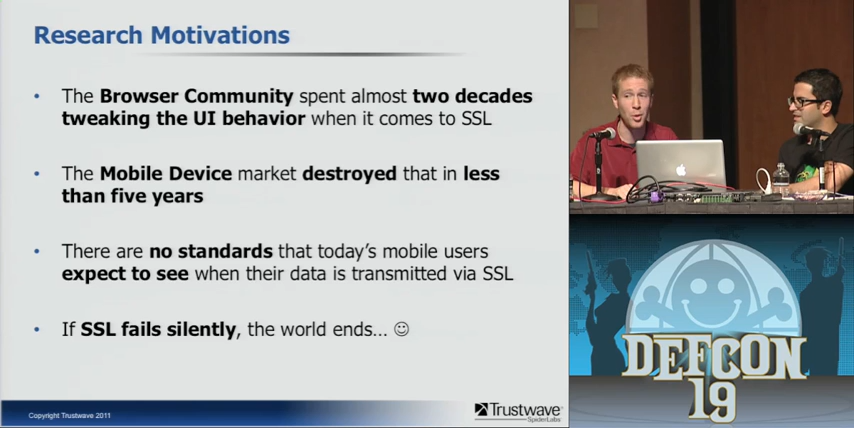 Research Motivations
• The Browser Community spent almost two decades
tweaking the UI behavior when it comes to SSL
• The Mobile Device market destroyed that in less
than five years
• There are no standards that today’s mobile users
expect to see when their data is transmitted via SSL
• If SSL fails silently, the world ends... ☺
Copyright Trustwave 2011
Trustwave®
SpiderLabs
DEFCON
19